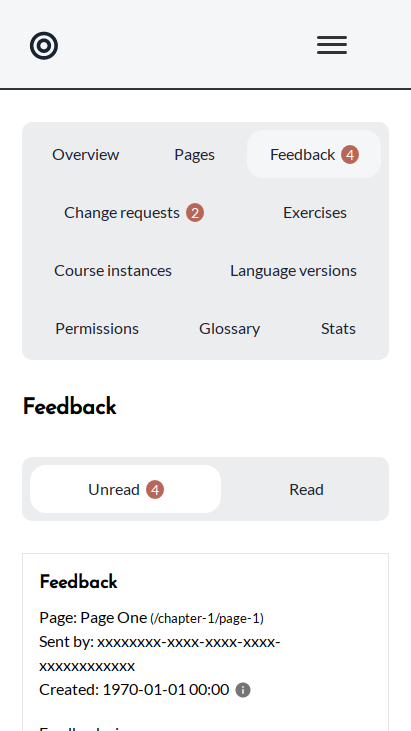 Overview Pages Feedback 4
Change requests 2 Exercises
Course instances Language versions
Permissions Glossary Stats
Feedback
Unread 4 Read
Feedback
Page: Page One (/chapter-1/page-1)
Sent by: xxxxxxxx-xxxx-xxxx-xxxx-
xxxxxxxxxxxx
Created: 1970-01-01 00:00